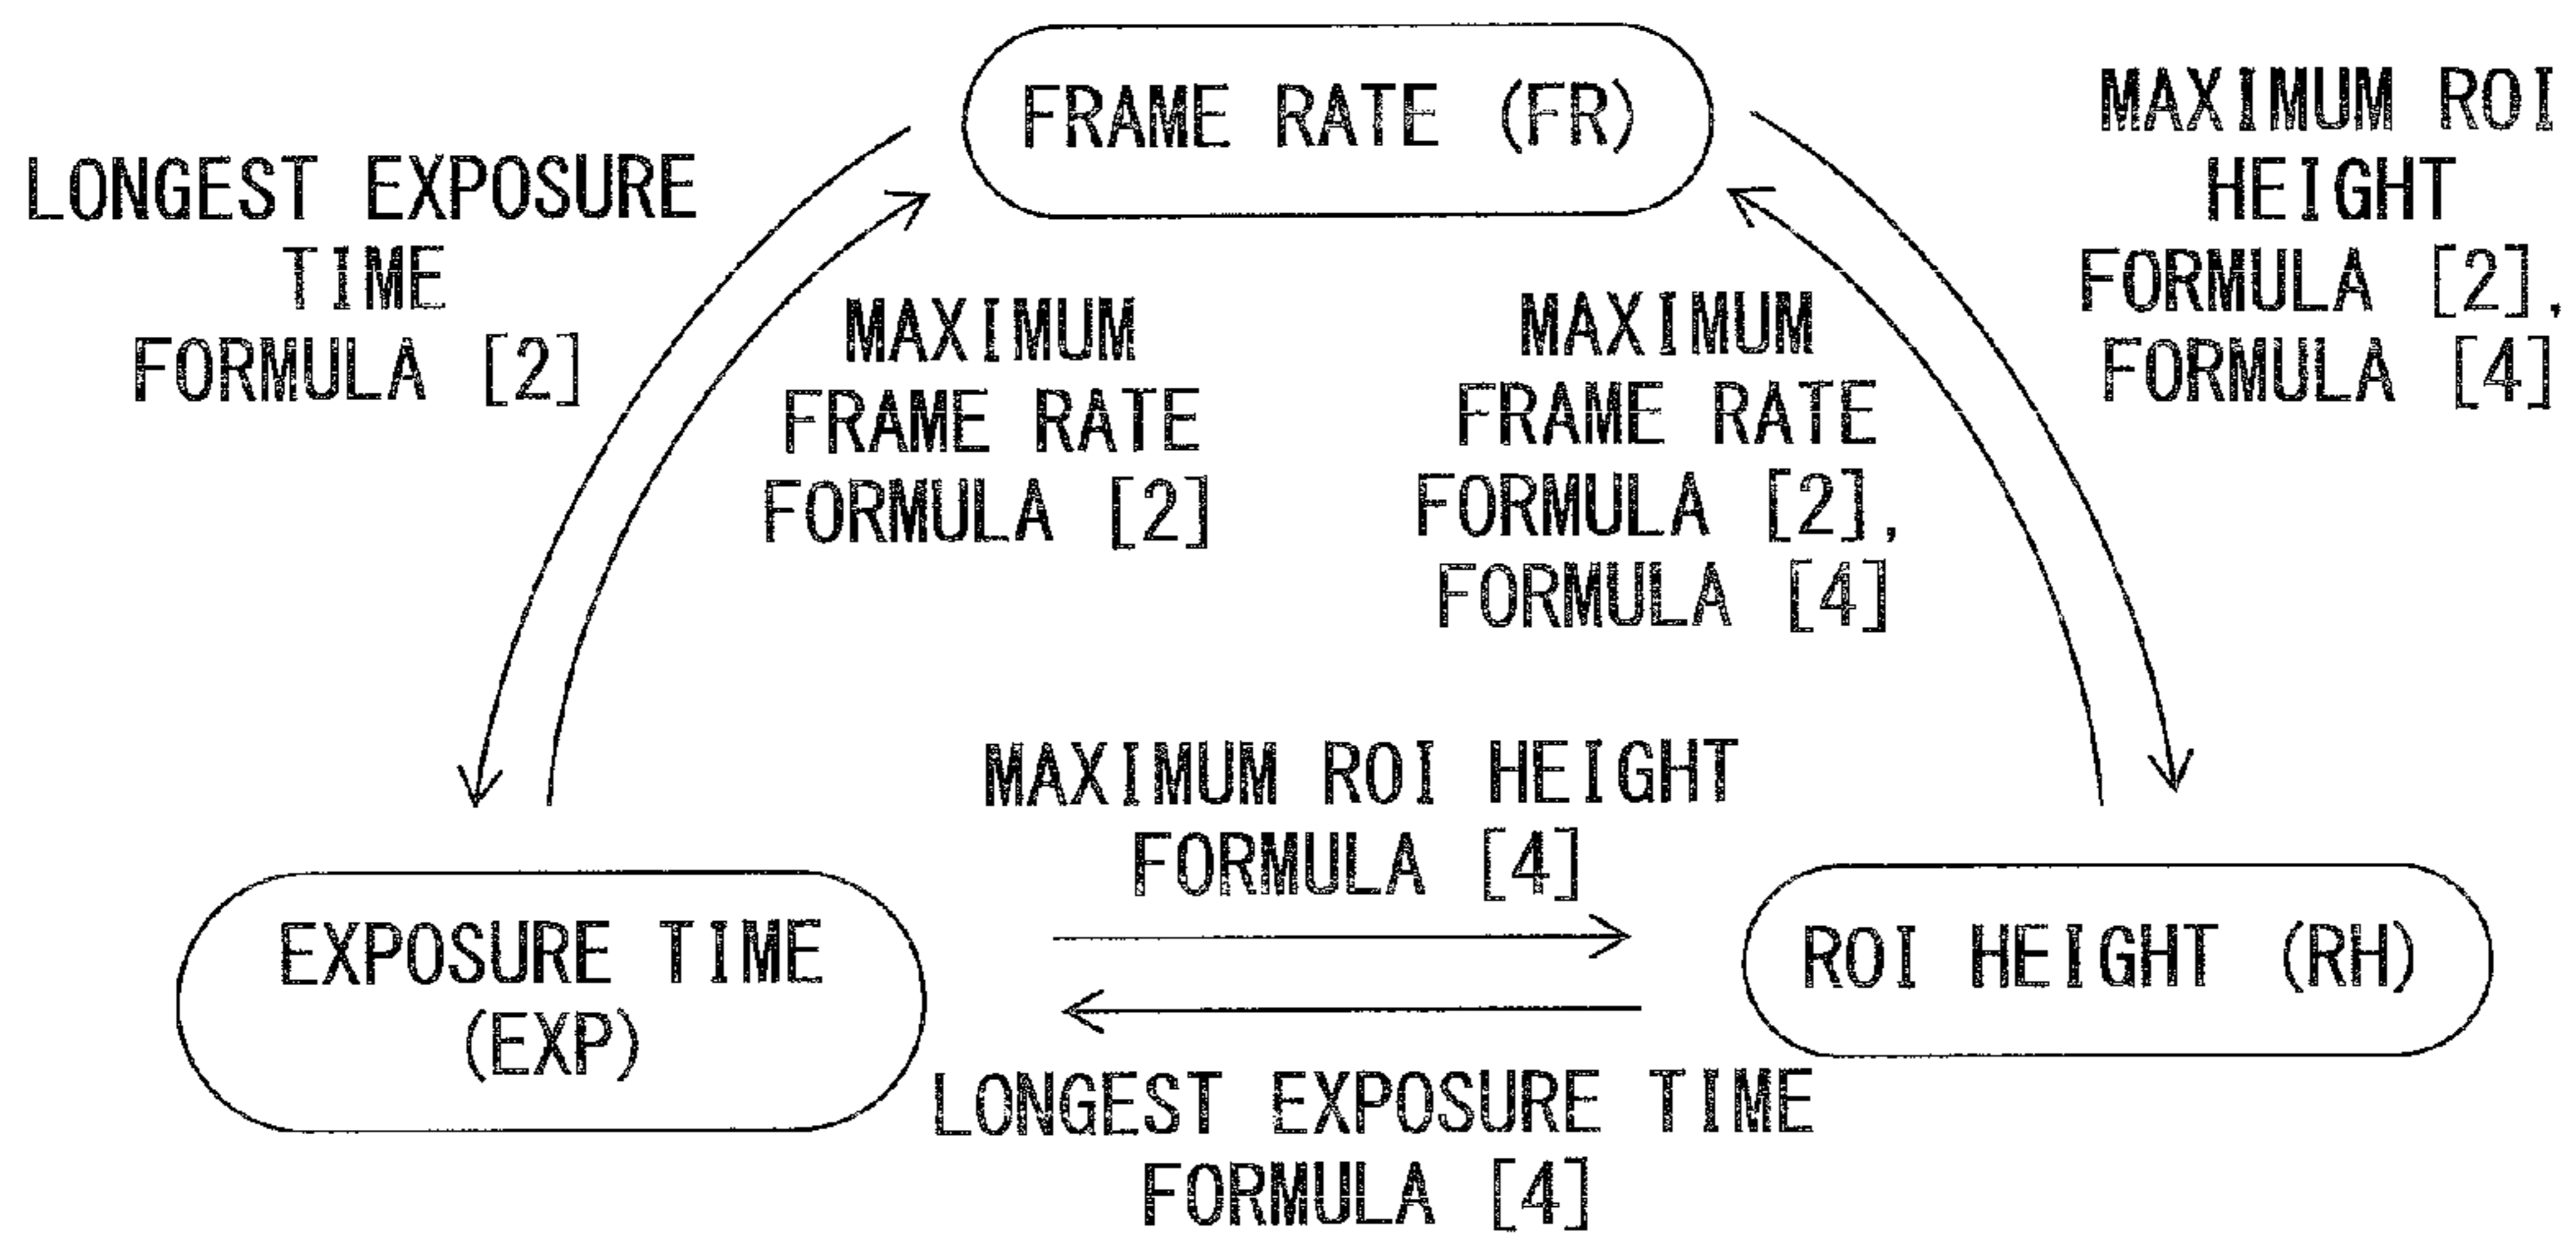 FRAME RATE (FR)
LONGEST EXPOSURE
TIME
FORMULA [2]
MAXIMUM
FRAME RATE
FORMULA [2]
MAXIMUM
FRAME RATE
FORMULA [2],
FORMULA [4]
MAXIMUM ROI
HEIGHT
FORMULA [2],
FORMULA [4]
MAXIMUM ROI HEIGHT
FORMULA [4]
EXPOSURE TIME
(EXP)
ROI HEIGHT (RH)
LONGEST EXPOSURE TIME
FORMULA [4]